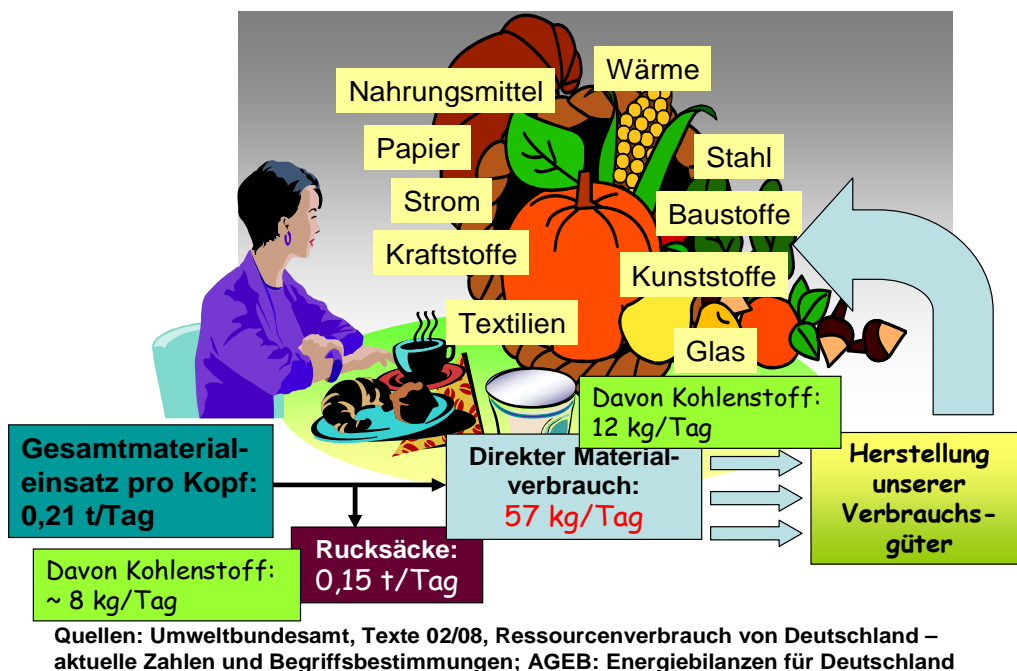 Wärme
Nahrungsmittel
Papier
Stahl
Strom
Baustoffe
Kraftstoffe
Kunststoffe
Textilien
Glas
Davon Kohlenstoff:
12 kg/Tag
Gesamtmaterial-
einsatz pro Kopf:
0,21 t/Tag
Direkter Material-
verbrauch:
57 kg/Tag
Herstellung
unserer
Verbrauchs-
güter
Rucksäcke:
0,15 t/Tag
Davon Kohlenstoff:
~ 8 kg/Tag
Quellen: Umweltbundesamt, Texte 02/08, Ressourcenverbrauch von Deutschland –
aktuelle Zahlen und Begriffsbestimmungen; AGEB: Energiebilanzen für Deutschland